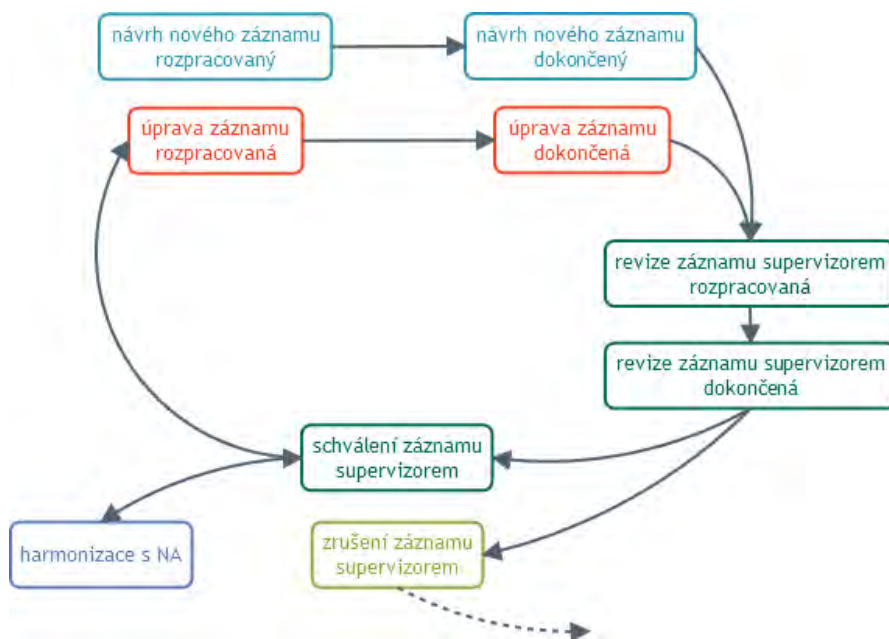 návrh nového záznamu
rozpracovaný
návrh nového záznamu
dokončený
úprava záznamu
rozpracovaná
úprava záznamu
dokončená
revize záznamu supervizorem
rozpracovaná
revize záznamu supervizorem
dokončená
schválení záznamu
supervizorem
harmonizace s NA
zrušení záznamu
supervizorem